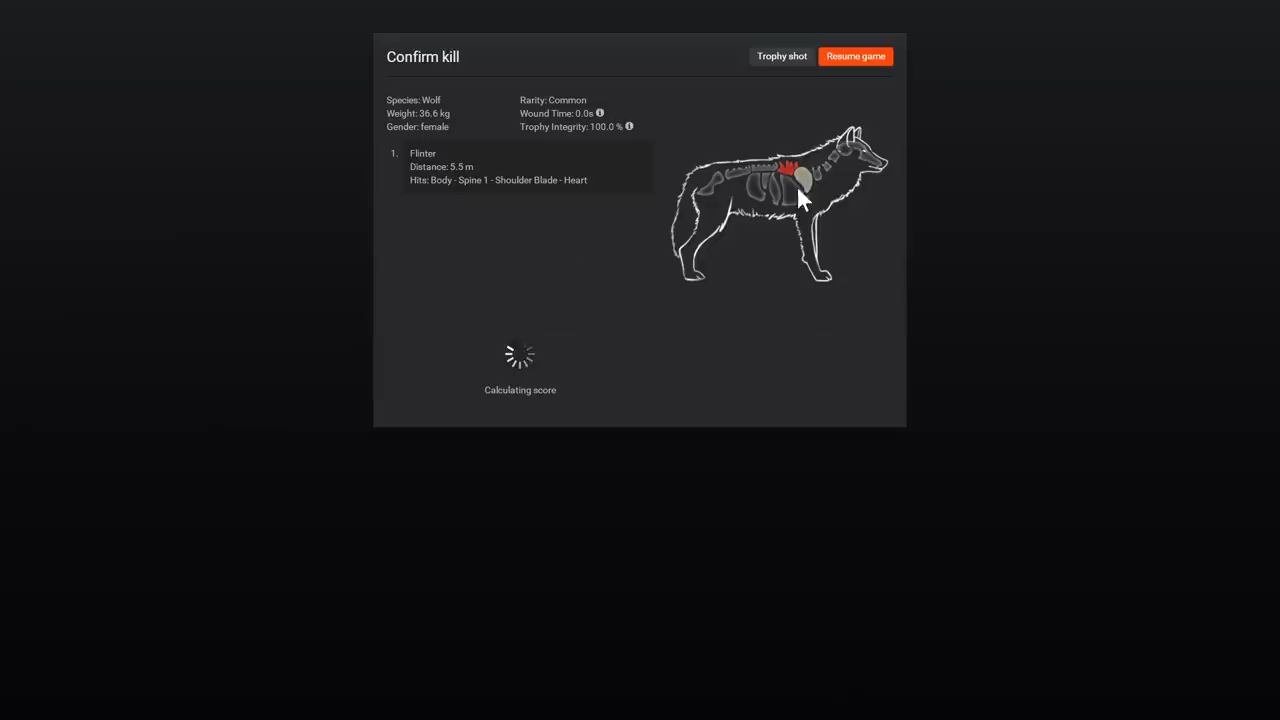 Confirm kill
Trophy shot
Resume game
Species: Wolf
Rarity: Common
Weight: 36.6 kg
Wound Time: 0.0s
Gender: female
Trophy Integrity: 100.0 %
1. Flinter
Distance: 5.5 m
Hits: Body - Spine 1 - Shoulder Blade - Heart
Calculating score